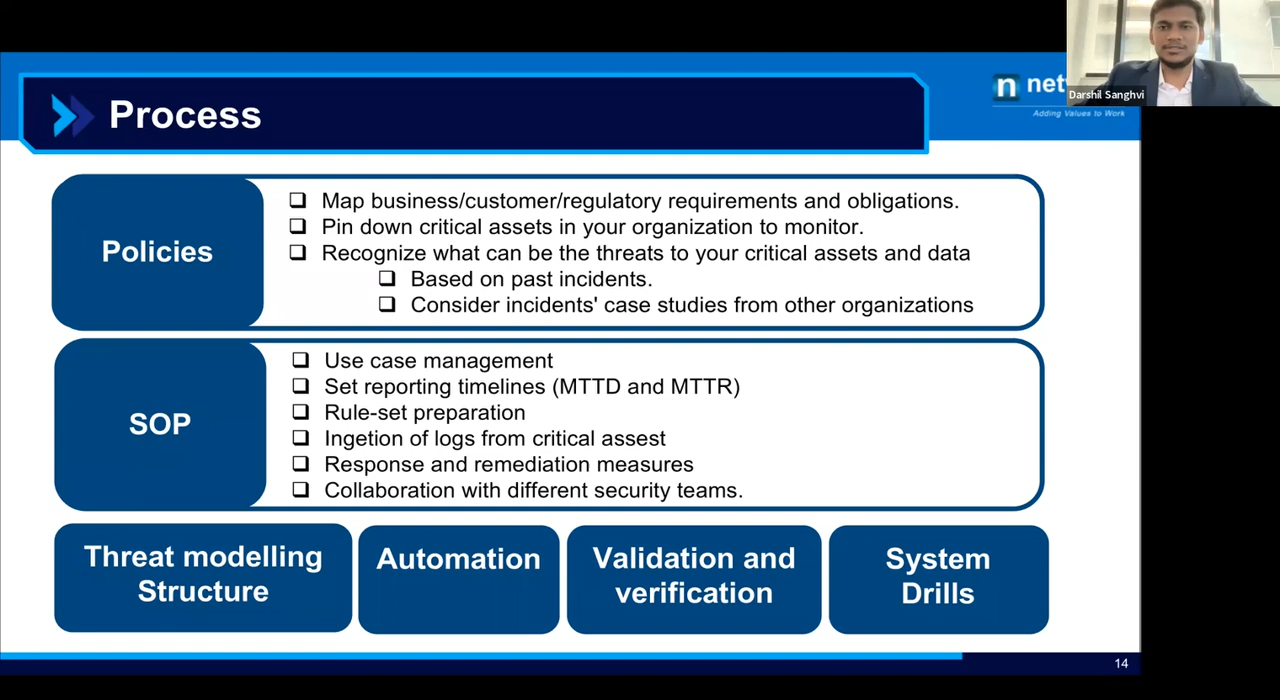 Process
n net
Darshil Sanghvi
Adding Values to Work
Policies
Map business/customer/regulatory requirements and obligations.
Pin down critical assets in your organization to monitor.
Recognize what can be the threats to your critical assets and data
Based on past incidents.
Consider incidents' case studies from other organizations
SOP
Use case management
Set reporting timelines (MTTD and MTTR)
Rule-set preparation
Ingetion of logs from critical assest
Response and remediation measures
Collaboration with different security teams.
Threat modelling
Structure
Automation
Validation and
verification
System
Drills
14